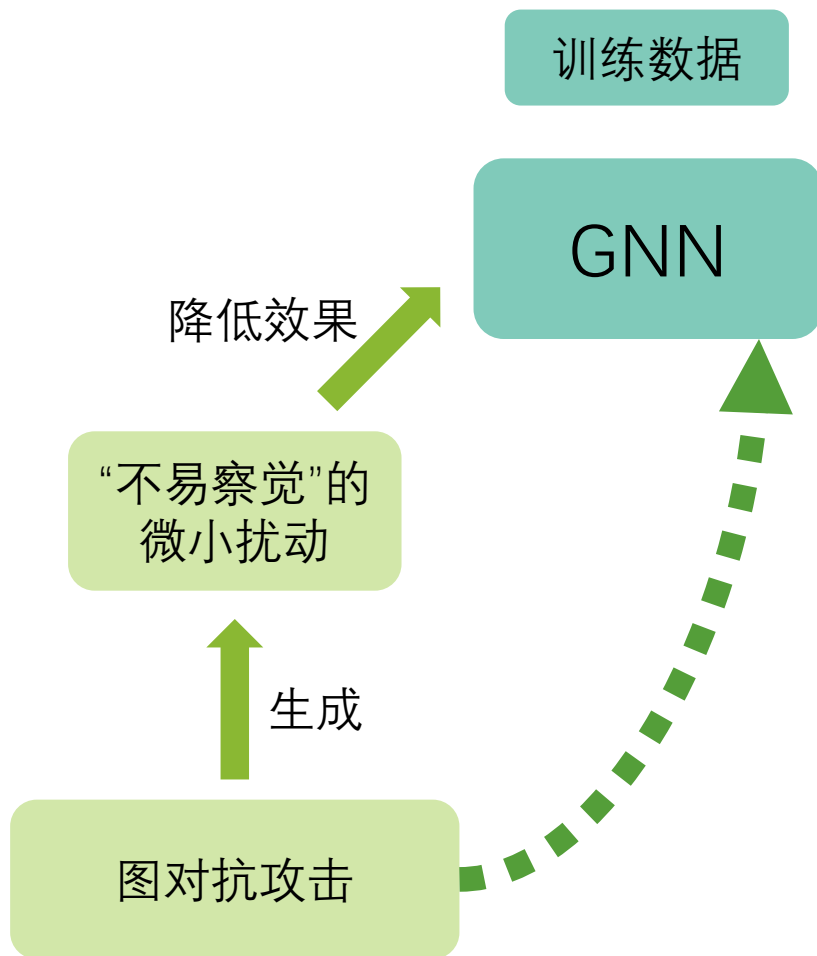 训练数据
GNN
降低效果
“不易察觉”的
微小扰动
生成
图对抗攻击